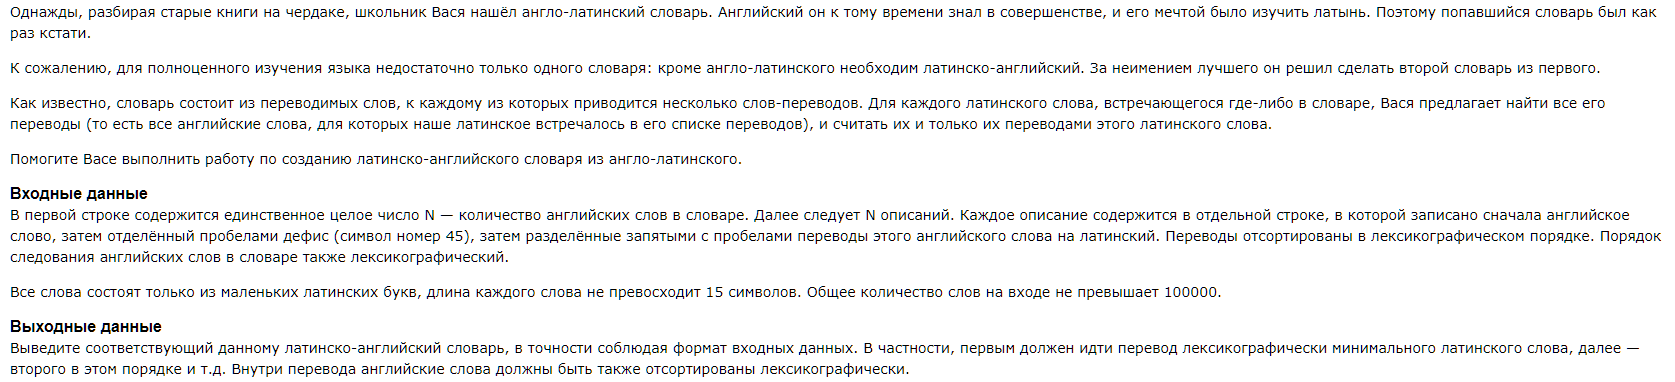 Однажды, разбирая старые книги на чердаке, школьник Вася нашёл англо-латинский словарь. Английский он к тому времени знал в совершенстве, и его мечтой было изучить латынь. Поэтому попавшийся словарь был как
раз кстати.
К сожалению, для полноценного изучения языка недостаточно только одного словаря: кроме англо-латинского необходим латинско-английский. За неимением лучшего он решил сделать второй словарь из первого.
Как известно, словарь состоит из переводимых слов, к каждому из которых приводится несколько слов-переводов. Для каждого латинского слова, встречающегося где-либо в словаре, Вася предлагает найти все его
переводы (то есть все английские слова, для которых наше латинское встречалось в его списке переводов), и считать их и только их переводами этого латинского слова.
Помогите Васе выполнить работу по созданию латинско-английского словаря из англо-латинского.
Входные данные
В первой строке содержится единственное целое число N — количество английских слов в словаре. Далее следует N описаний. Каждое описание содержится в отдельной строке, в которой записано сначала английское
слово, затем отделённый пробелами дефис (символ номер 45), затем разделённые запятыми с пробелами переводы этого английского слова на латинский. Переводы отсортированы в лексикографическом порядке. Порядок
следования английских слов в словаре также лексикографический.
Все слова состоят только из маленьких латинских букв, длина каждого слова не превосходит 15 символов. Общее количество слов на входе не превышает 100000.
Выходные данные
Выведите соответствующий данному латинско-английский словарь, в точности соблюдая формат входных данных. В частности, первым должен идти перевод лексикографически минимального латинского слова, далее —
второго в этом порядке и т.д. Внутри перевода английские слова должны быть также отсортированы лексикографически.